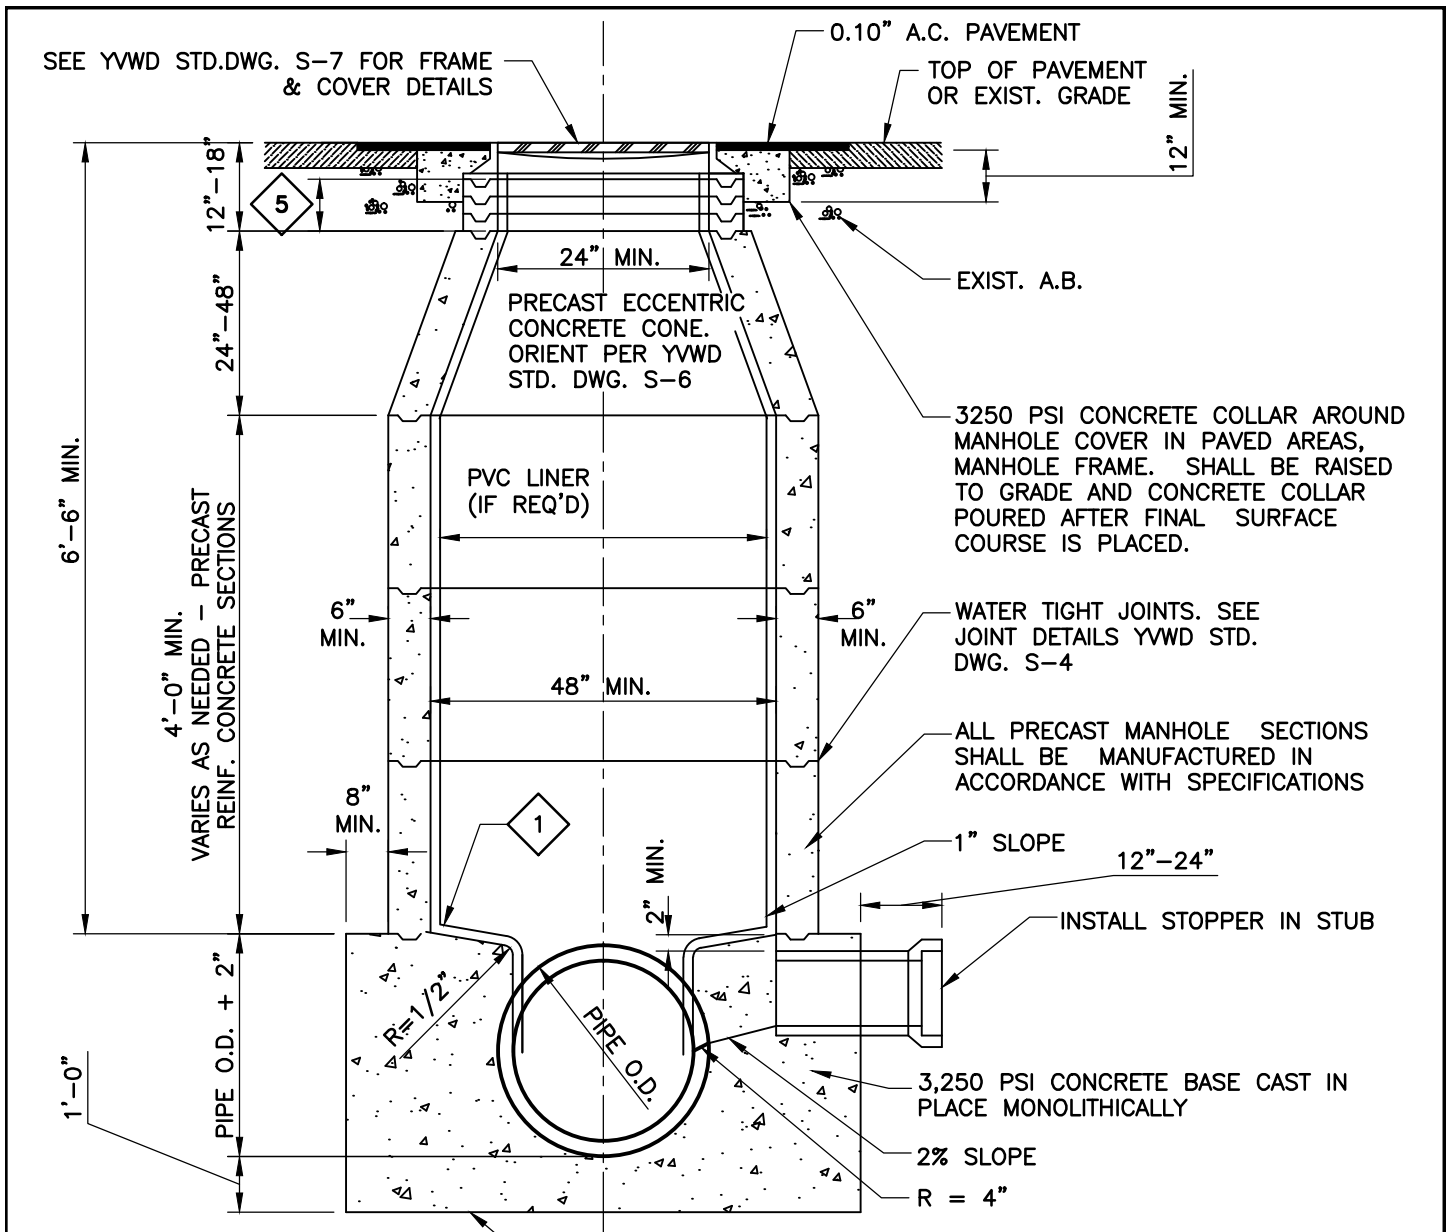 SEE YVWD STD.DWG. S-7 FOR FRAME
& COVER DETAILS
0.10" A.C. PAVEMENT
TOP OF PAVEMENT
OR EXIST. GRADE
12" MIN.
12"-18"
5
24" MIN.
EXIST. A.B.
PRECAST ECCENTRIC
CONCRETE CONE.
ORIENT PER YVWD
STD. DWG. S-6
24"-48"
3250 PSI CONCRETE COLLAR AROUND
MANHOLE COVER IN PAVED AREAS,
MANHOLE FRAME. SHALL BE RAISED
TO GRADE AND CONCRETE COLLAR
POURED AFTER FINAL SURFACE
COURSE IS PLACED.
6'-6" MIN.
PVC LINER
(IF REQ'D)
4'-0" MIN.
VARIES AS NEEDED - PRECAST
REINF. CONCRETE SECTIONS
6"
MIN.
6"
MIN.
WATER TIGHT JOINTS. SEE
JOINT DETAILS YVWD STD.
DWG. S-4
48" MIN.
ALL PRECAST MANHOLE SECTIONS
SHALL BE MANUFACTURED IN
ACCORDANCE WITH SPECIFICATIONS
8"
MIN.
1
2" MIN.
1" SLOPE
12"-24"
INSTALL STOPPER IN STUB
PIPE O.D. + 2"
R=1/2"
PIPE O.D.
1'-0"
3,250 PSI CONCRETE BASE CAST IN
PLACE MONOLITHICALLY
2% SLOPE
R = 4"